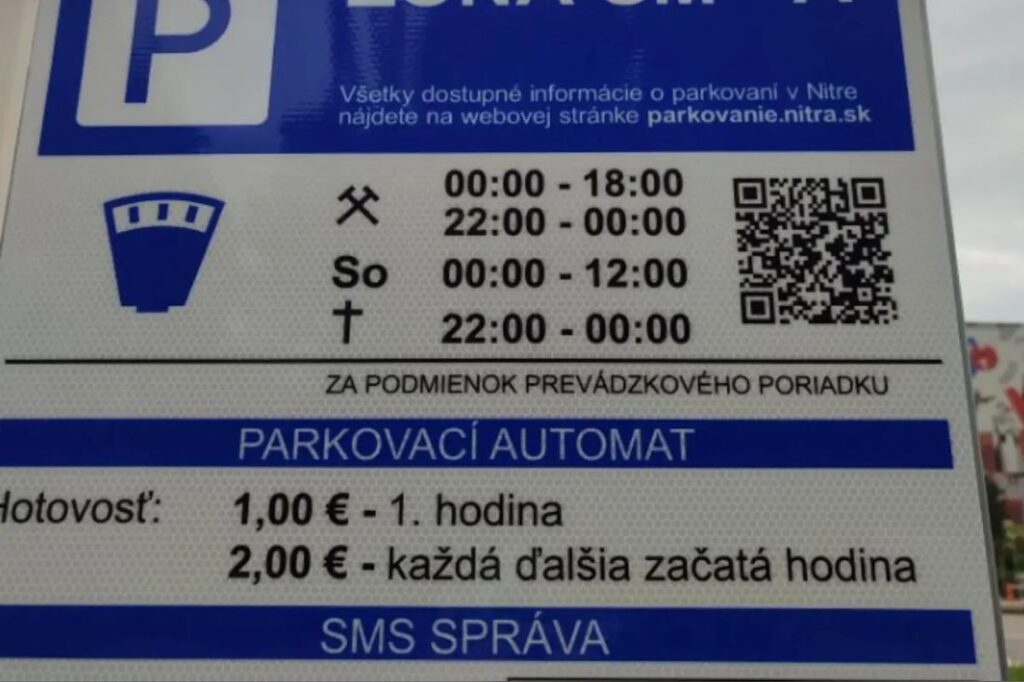 P
Všetky dostupné informácie o parkovaní v Nitre
nájdete na webovej stránke parkovanie.nitra.sk
00:00 - 18:00
22:00 - 00:00
So 00:00 - 12:00
22:00 - 00:00
ZA PODMIENOK PREVÁDZKOVÉHO PORIADKU
PARKOVACÍ AUTOMAT
Hotovosť: 1,00 € - 1. hodina
2,00 € - každá ďalšia začatá hodina
SMS SPRÁVA